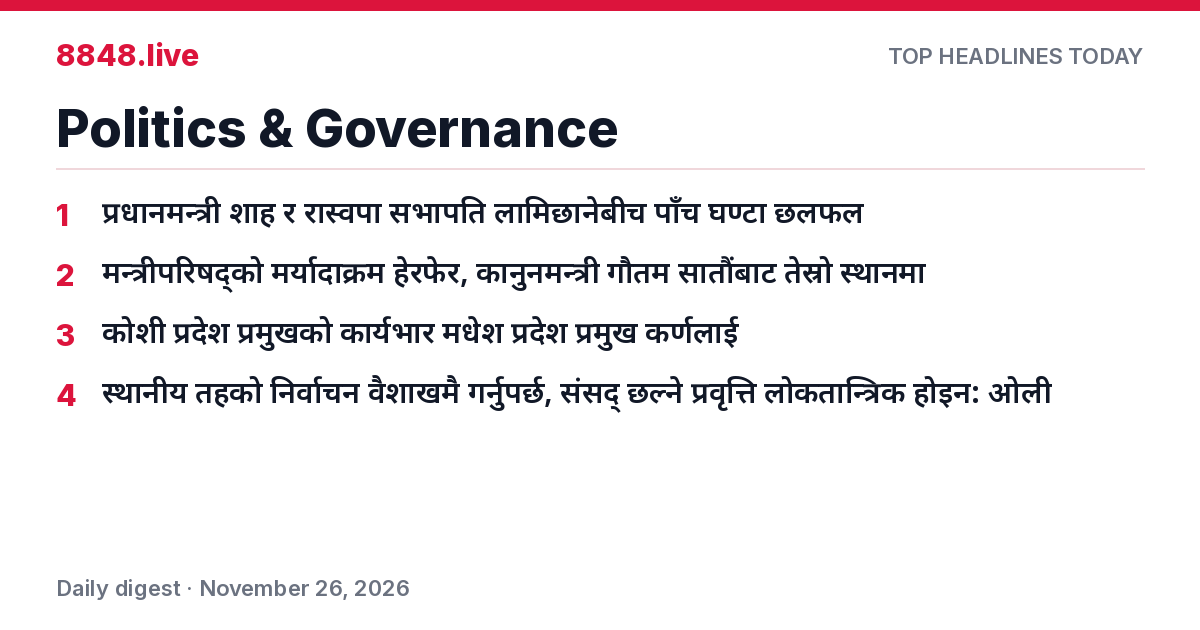 8848.live
TOP HEADLINES TODAY
Politics & Governance
1 प्रधानमन्त्री शाह र रास्वपा सभापति लामिछानेबीच पाँच घण्टा छलफल
2 मन्त्रीपरिषद्को मर्यादाक्रम हेरफेर, कानुनमन्त्री गौतम सातौंबाट तेस्रो स्थानमा
3 कोशी प्रदेश प्रमुखको कार्यभार मधेश प्रदेश प्रमुख कर्णलाई
4 स्थानीय तहको निर्वाचन वैशाखमै गर्नुपर्छ, संसद् छल्ने प्रवृत्ति लोकतान्त्रिक होइन: ओली
Daily digest · November 26, 2026